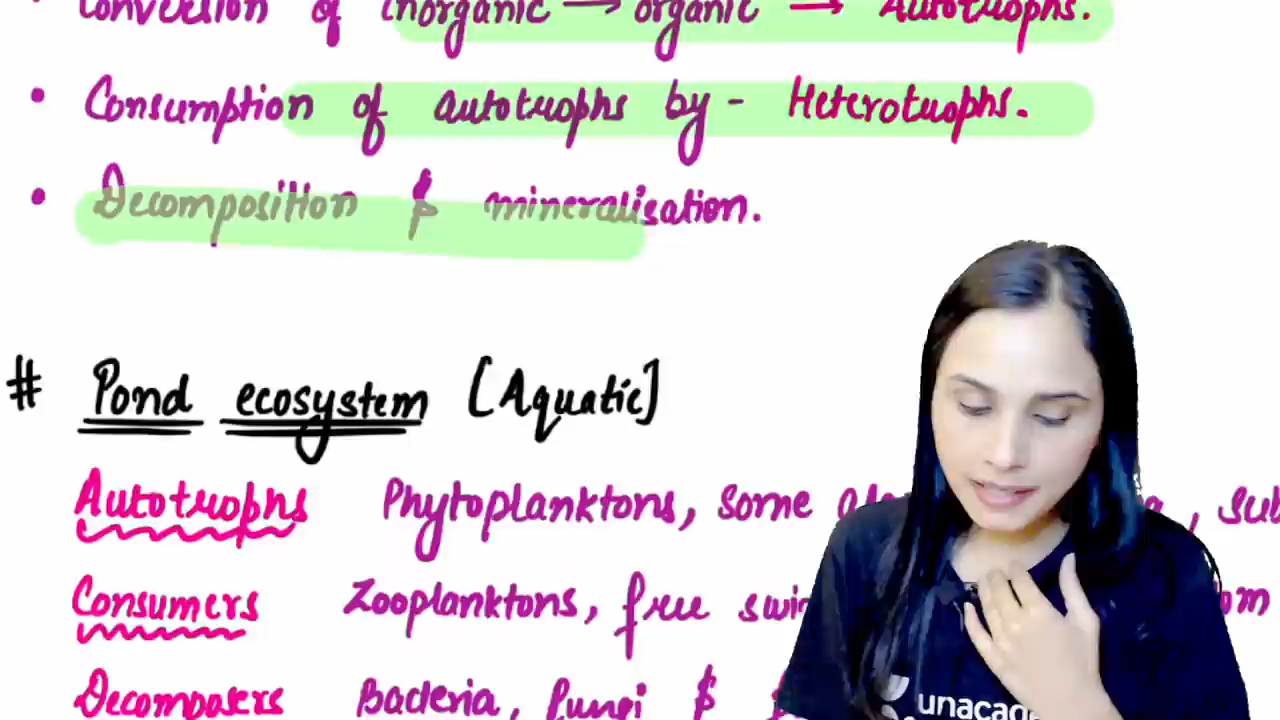 • Conversion of inorganic → organic → Autotrophs.
• Consumption of autotrophs by - Heterotrophs.
• Decomposition & mineralisation.
# Pond ecosystem [Aquatic]
Autotrophs Phytoplanktons, some
Consumers Zooplanktons, free
Decomposers Bacteria, fungi &